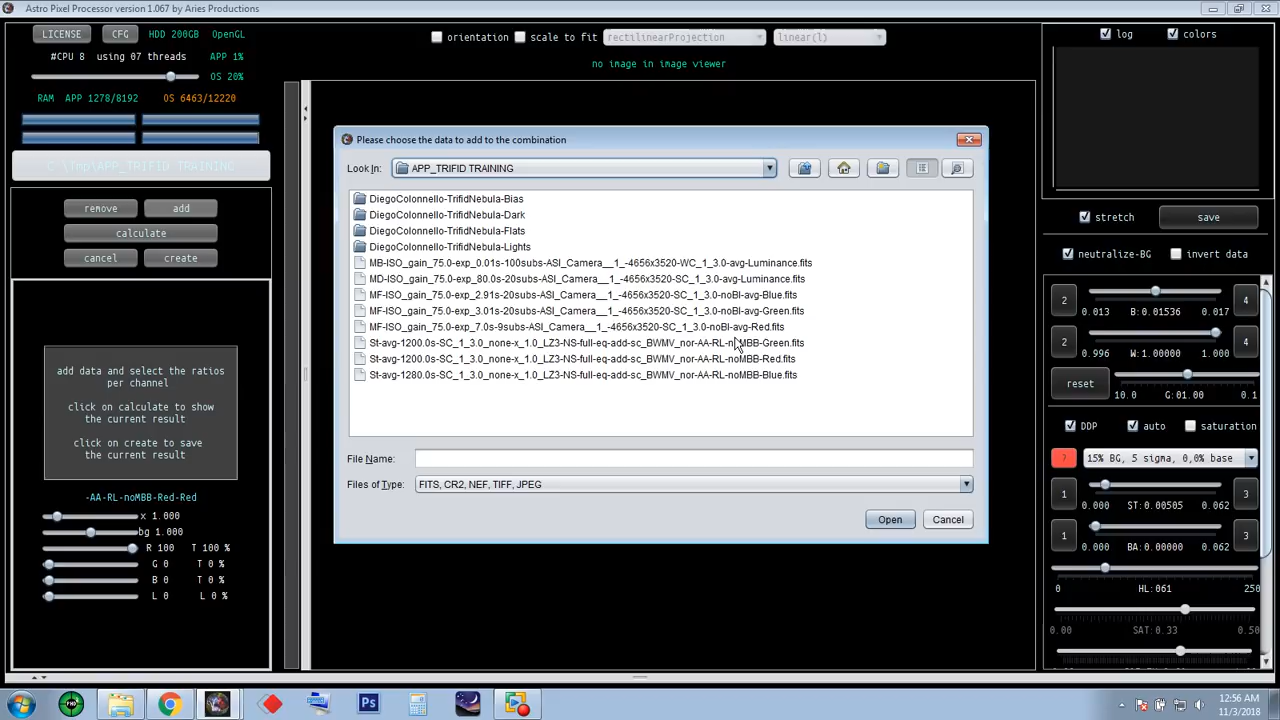 Astro Pixel Processor version 1.067 by Aries Productions
LICENSE CFG HDD 200GB OpenGL
#CPU 8 using 07 threads APP 1%
OS 20%
RAM APP 1278/8192 OS 6463/12220
C:\Tmp\APP_TRIFID TRAINING
remove add
calculate
cancel create
add data and select the ratios
per channel
click on calculate to show
the current result
click on create to save
the current result
-AA-RL-noMBB-Red-Red
x 1.000
bg 1.000
R 100 T 100 %
G 0 T 0 %
B 0 T 0 %
L 0 L 0 %
orientation scale to fit rectilinearProjection linear(l)
no image in image viewer
Please choose the data to add to the combination
Look In: APP_TRIFID TRAINING
DiegoColonnello-TrifidNebula-Bias
DiegoColonnello-TrifidNebula-Dark
DiegoColonnello-TrifidNebula-Flats
DiegoColonnello-TrifidNebula-Lights
MB-ISO_gain_75.0-exp_0.01s-100subs-ASI_Camera__1_-4656x3520-WC_1_3.0-avg-Luminance.fits
MD-ISO_gain_75.0-exp_80.0s-20subs-ASI_Camera__1_-4656x3520-SC_1_3.0-avg-Luminance.fits
MF-ISO_gain_75.0-exp_2.91s-20subs-ASI_Camera__1_-4656x3520-SC_1_3.0-noBl-avg-Blue.fits
MF-ISO_gain_75.0-exp_3.01s-20subs-ASI_Camera__1_-4656x3520-SC_1_3.0-noBl-avg-Green.fits
MF-ISO_gain_75.0-exp_7.0s-9subs-ASI_Camera__1_-4656x3520-SC_1_3.0-noBl-avg-Red.fits
St-avg-1200.0s-SC_1_3.0_none-x_1.0_LZ3-NS-full-eq-add-sc_BWMV_nor-AA-RL-noMBB-Green.fits
St-avg-1200.0s-SC_1_3.0_none-x_1.0_LZ3-NS-full-eq-add-sc_BWMV_nor-AA-RL-noMBB-Red.fits
St-avg-1280.0s-SC_1_3.0_none-x_1.0_LZ3-NS-full-eq-add-sc_BWMV_nor-AA-RL-noMBB-Blue.fits
File Name:
Files of Type: FITS, CR2, NEF, TIFF, JPEG
Open Cancel
log colors
stretch save
neutralize-BG invert data
2 4
0.013 B:0.01536 0.017
2 4
0.996 W:1.00000 1.000
reset
10.0 G:01.00 0.1
DDP auto saturation
? 15% BG, 5 sigma, 0,0% base
1 3
0.000 ST:0.00505 0.062
1 3
0.000 BA:0.00000 0.062
0 HL:061 250
0.00 SAT:0.33 0.50
Ps
12:56 AM
11/3/2018